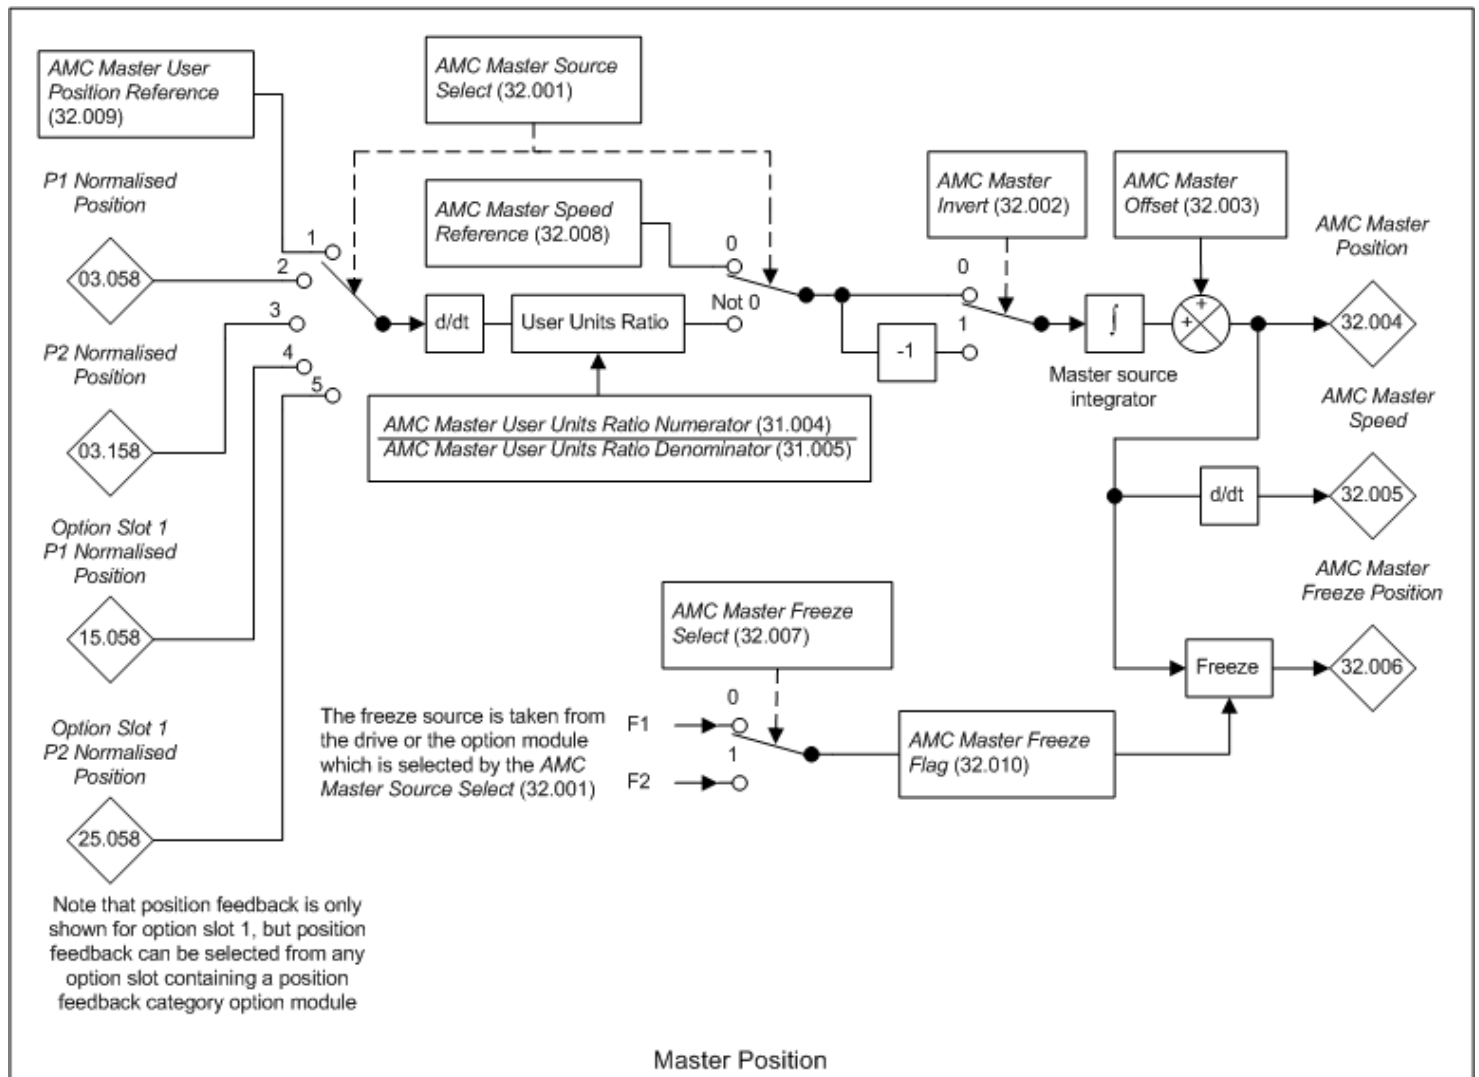 AMC Master User
Position Reference
(32.009)
AMC Master Source
Select (32.001)
P1 Normalised
Position
03.058
P2 Normalised
Position
03.158
Option Slot 1
P1 Normalised
Position
15.058
Option Slot 1
P2 Normalised
Position
25.058
Note that position feedback is only
shown for option slot 1, but position
feedback can be selected from any
option slot containing a position
feedback category option module
1
2
3
4
5
d/dt
User Units Ratio
AMC Master Speed
Reference (32.008)
0
Not 0
AMC Master User Units Ratio Numerator (31.004)
AMC Master User Units Ratio Denominator (31.005)
AMC Master
Invert (32.002)
0
1
-1
∫
Master source
integrator
AMC Master
Offset (32.003)
+
+
AMC Master
Position
32.004
AMC Master
Speed
d/dt
32.005
AMC Master
Freeze Position
Freeze
32.006
AMC Master Freeze
Select (32.007)
The freeze source is taken from
the drive or the option module
which is selected by the AMC
Master Source Select (32.001)
0
F1
1
F2
AMC Master Freeze
Flag (32.010)
Master Position